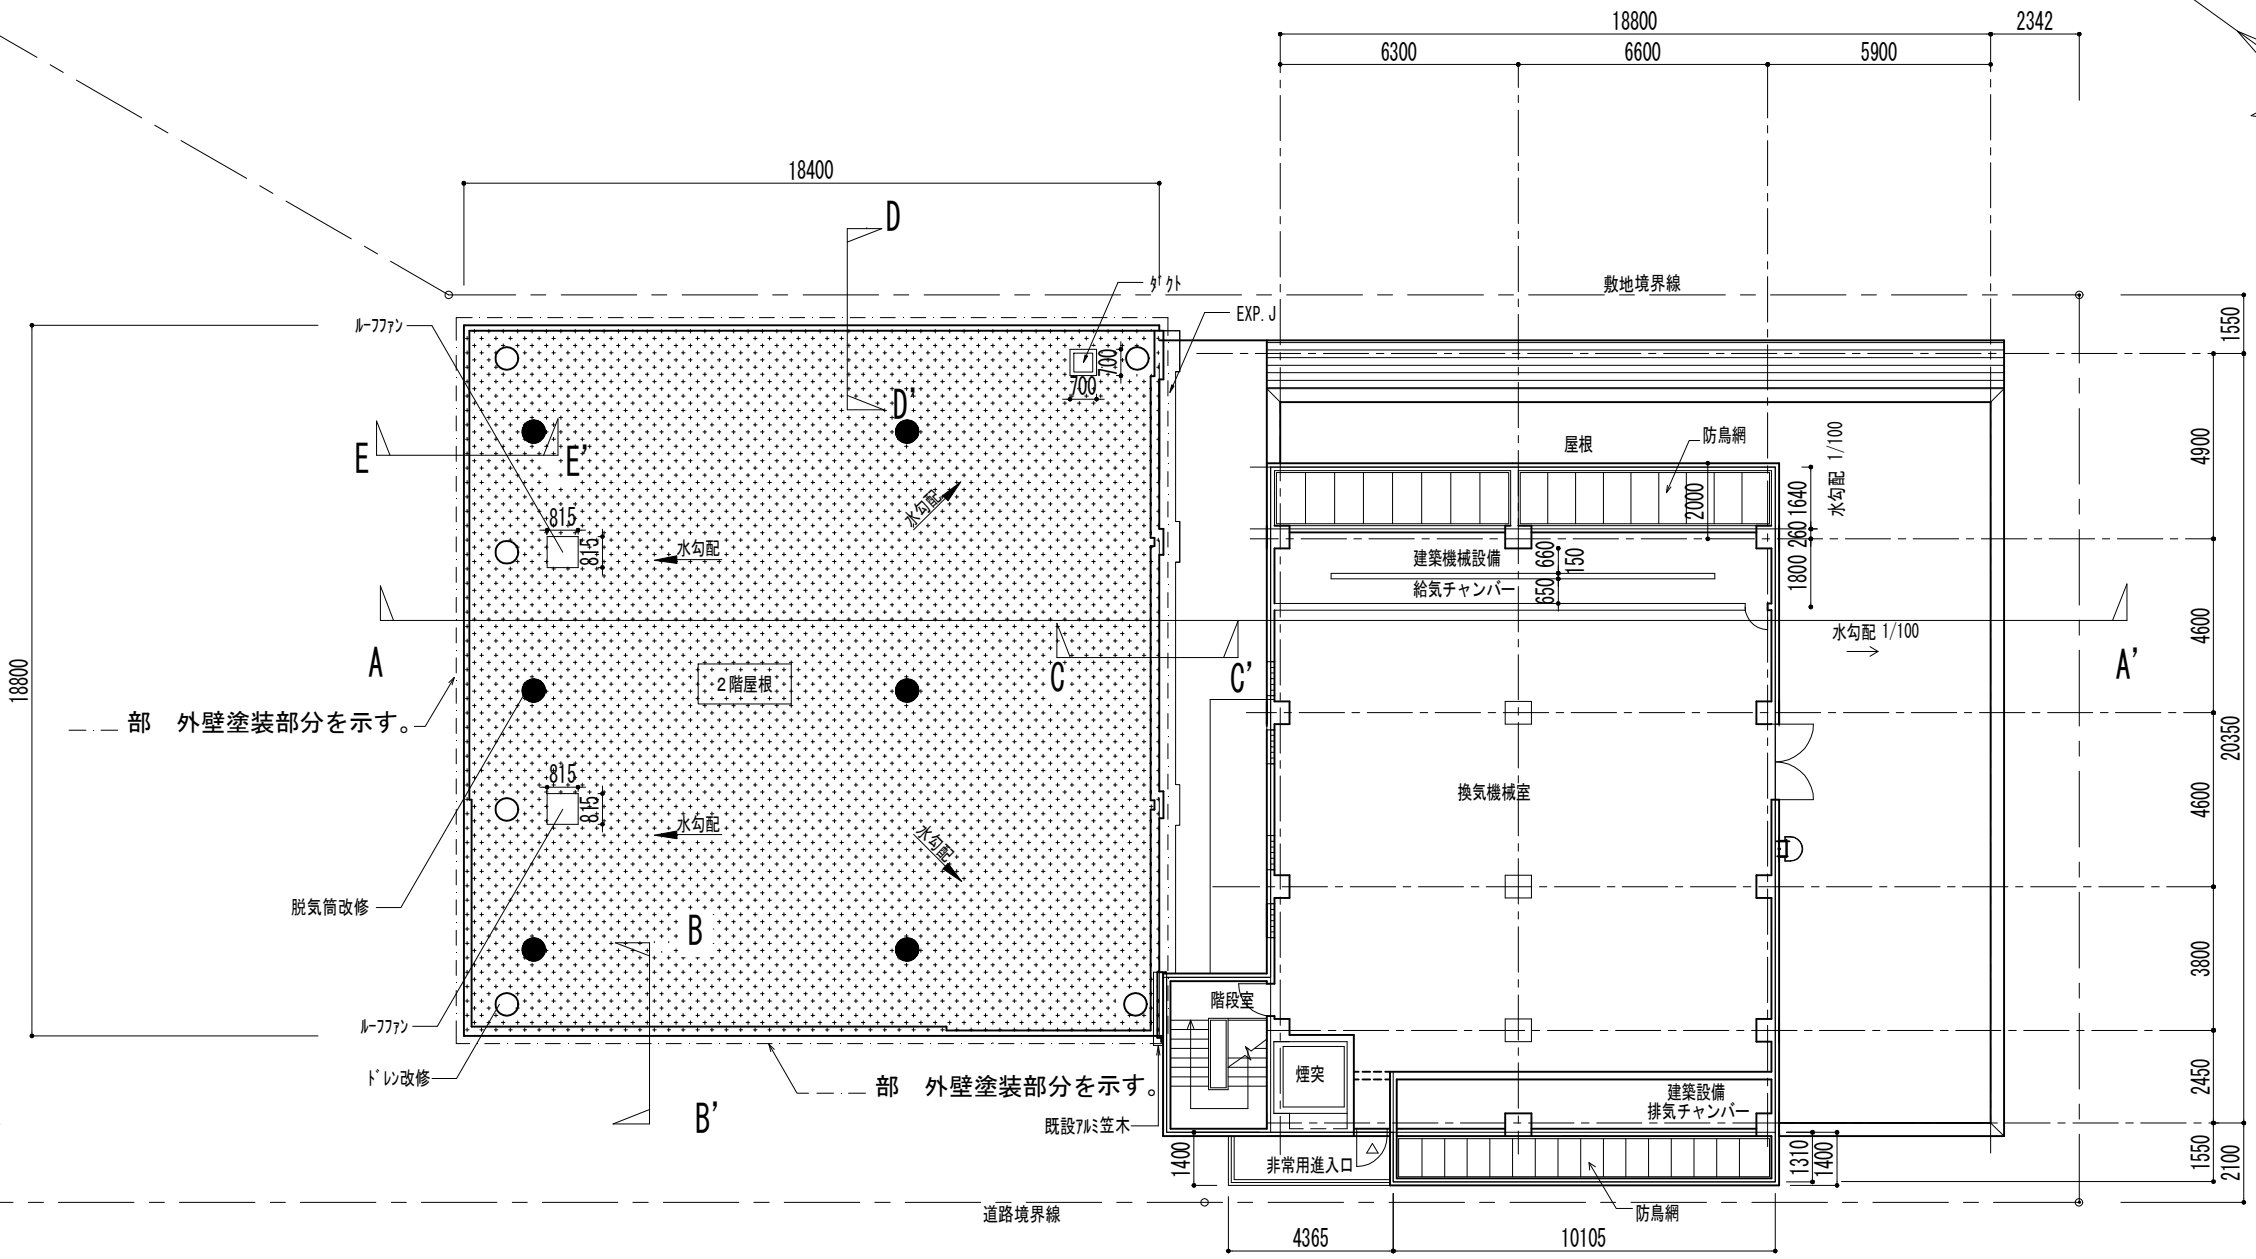 18800
2342
6300
6600
5900
18400
D
ダクト
敷地境界線
EXP. J
ルーフファン
1550
700
700
D'
E
E'
屋根
防鳥網
水勾配 1/100
4900
2000
1640
水勾配
815
815
水勾配
260
建築機械設備
660
150
1800
給気チャンバー
650
水勾配 1/100
4600
A
C
C'
A'
18800
2階屋根
部 外壁塗装部分を示す。
20350
815
815
水勾配
水勾配
換気機械室
4600
脱気筒改修
B
3800
階段室
ルーフファン
ドレン改修
煙突
2450
部 外壁塗装部分を示す。
建築設備
排気チャンバー
B'
既設アルミ笠木
1400
非常用進入口
1310
1400
1550
2100
道路境界線
防鳥網
4365
10105